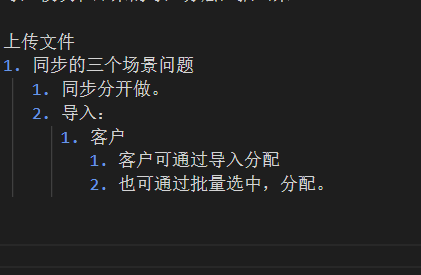 上传文件
1. 同步的三个场景问题
1. 同步分开做。
2. 导入:
1. 客户
1. 客户可通过导入分配
2. 也可通过批量选中，分配。